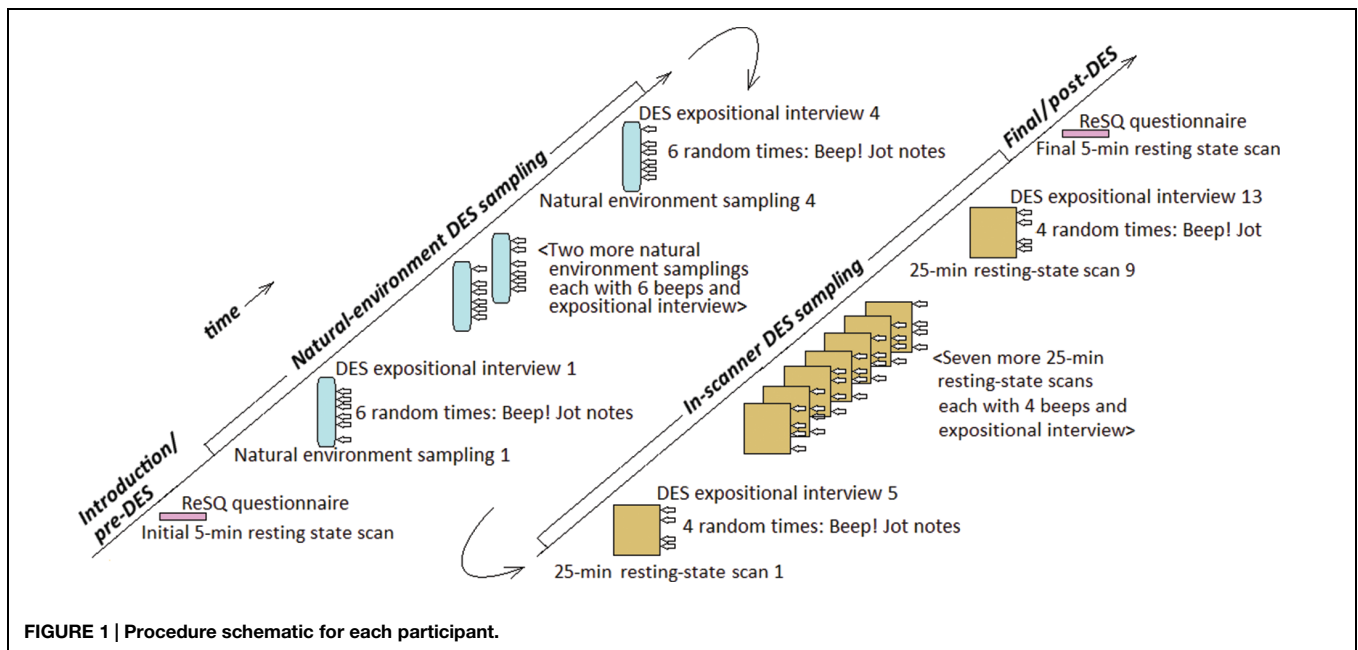 Introduction/
pre-DES
ReSQ questionnaire
Initial 5-min resting state scan
time
Natural-environment DES sampling
DES expositional interview 1
6 random times: Beep! Jot notes
Natural environment sampling 1
<Two more natural
environment samplings
each with 6 beeps and
expositional interview>
DES expositional interview 4
6 random times: Beep! Jot notes
Natural environment sampling 4
In-scanner DES sampling
DES expositional interview 5
4 random times: Beep! Jot notes
25-min resting-state scan 1
<Seven more 25-min
resting-state scans
each with 4 beeps and
expositional interview>
DES expositional interview 13
4 random times: Beep! Jot
25-min resting-state scan 9
Final/post-DES
ReSQ questionnaire
Final 5-min resting state scan
FIGURE 1 | Procedure schematic for each participant.